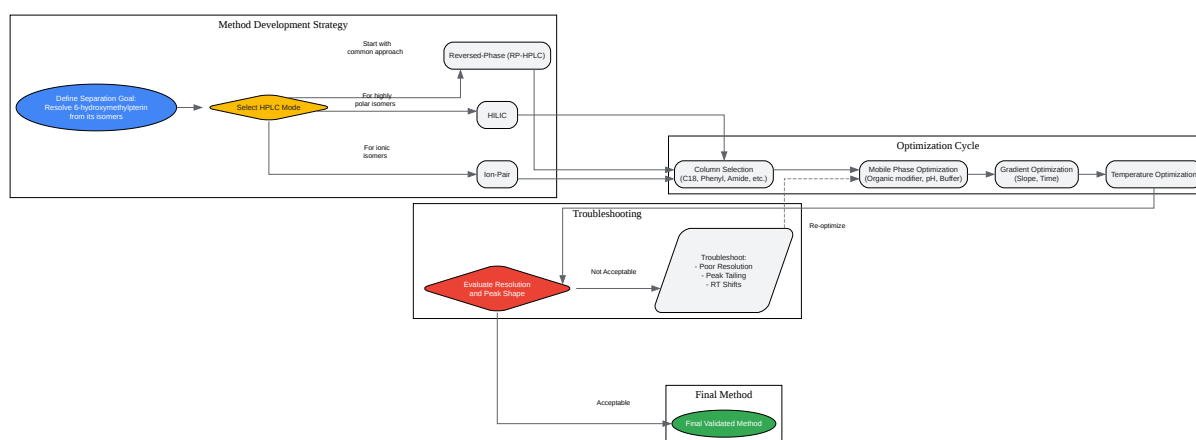 Method Development Strategy
Start with
common approach
Reversed-Phase (RP-HPLC)
Define Separation Goal:
Resolve 6-hydroxymethylpterin
from its isomers
Select HPLC Mode
For highly
polar isomers
HILIC
For ionic
isomers
Ion-Pair
Optimization Cycle
Column Selection
(C18, Phenyl, Amide, etc.)
Mobile Phase Optimization
(Organic modifier, pH, Buffer)
Gradient Optimization
(Slope, Time)
Temperature Optimization
Troubleshooting
Re-optimize
Evaluate Resolution
and Peak Shape
Not Acceptable
Troubleshoot:
- Poor Resolution
- Peak Tailing
- RT Shifts
Acceptable
Final Method
Final Validated Method